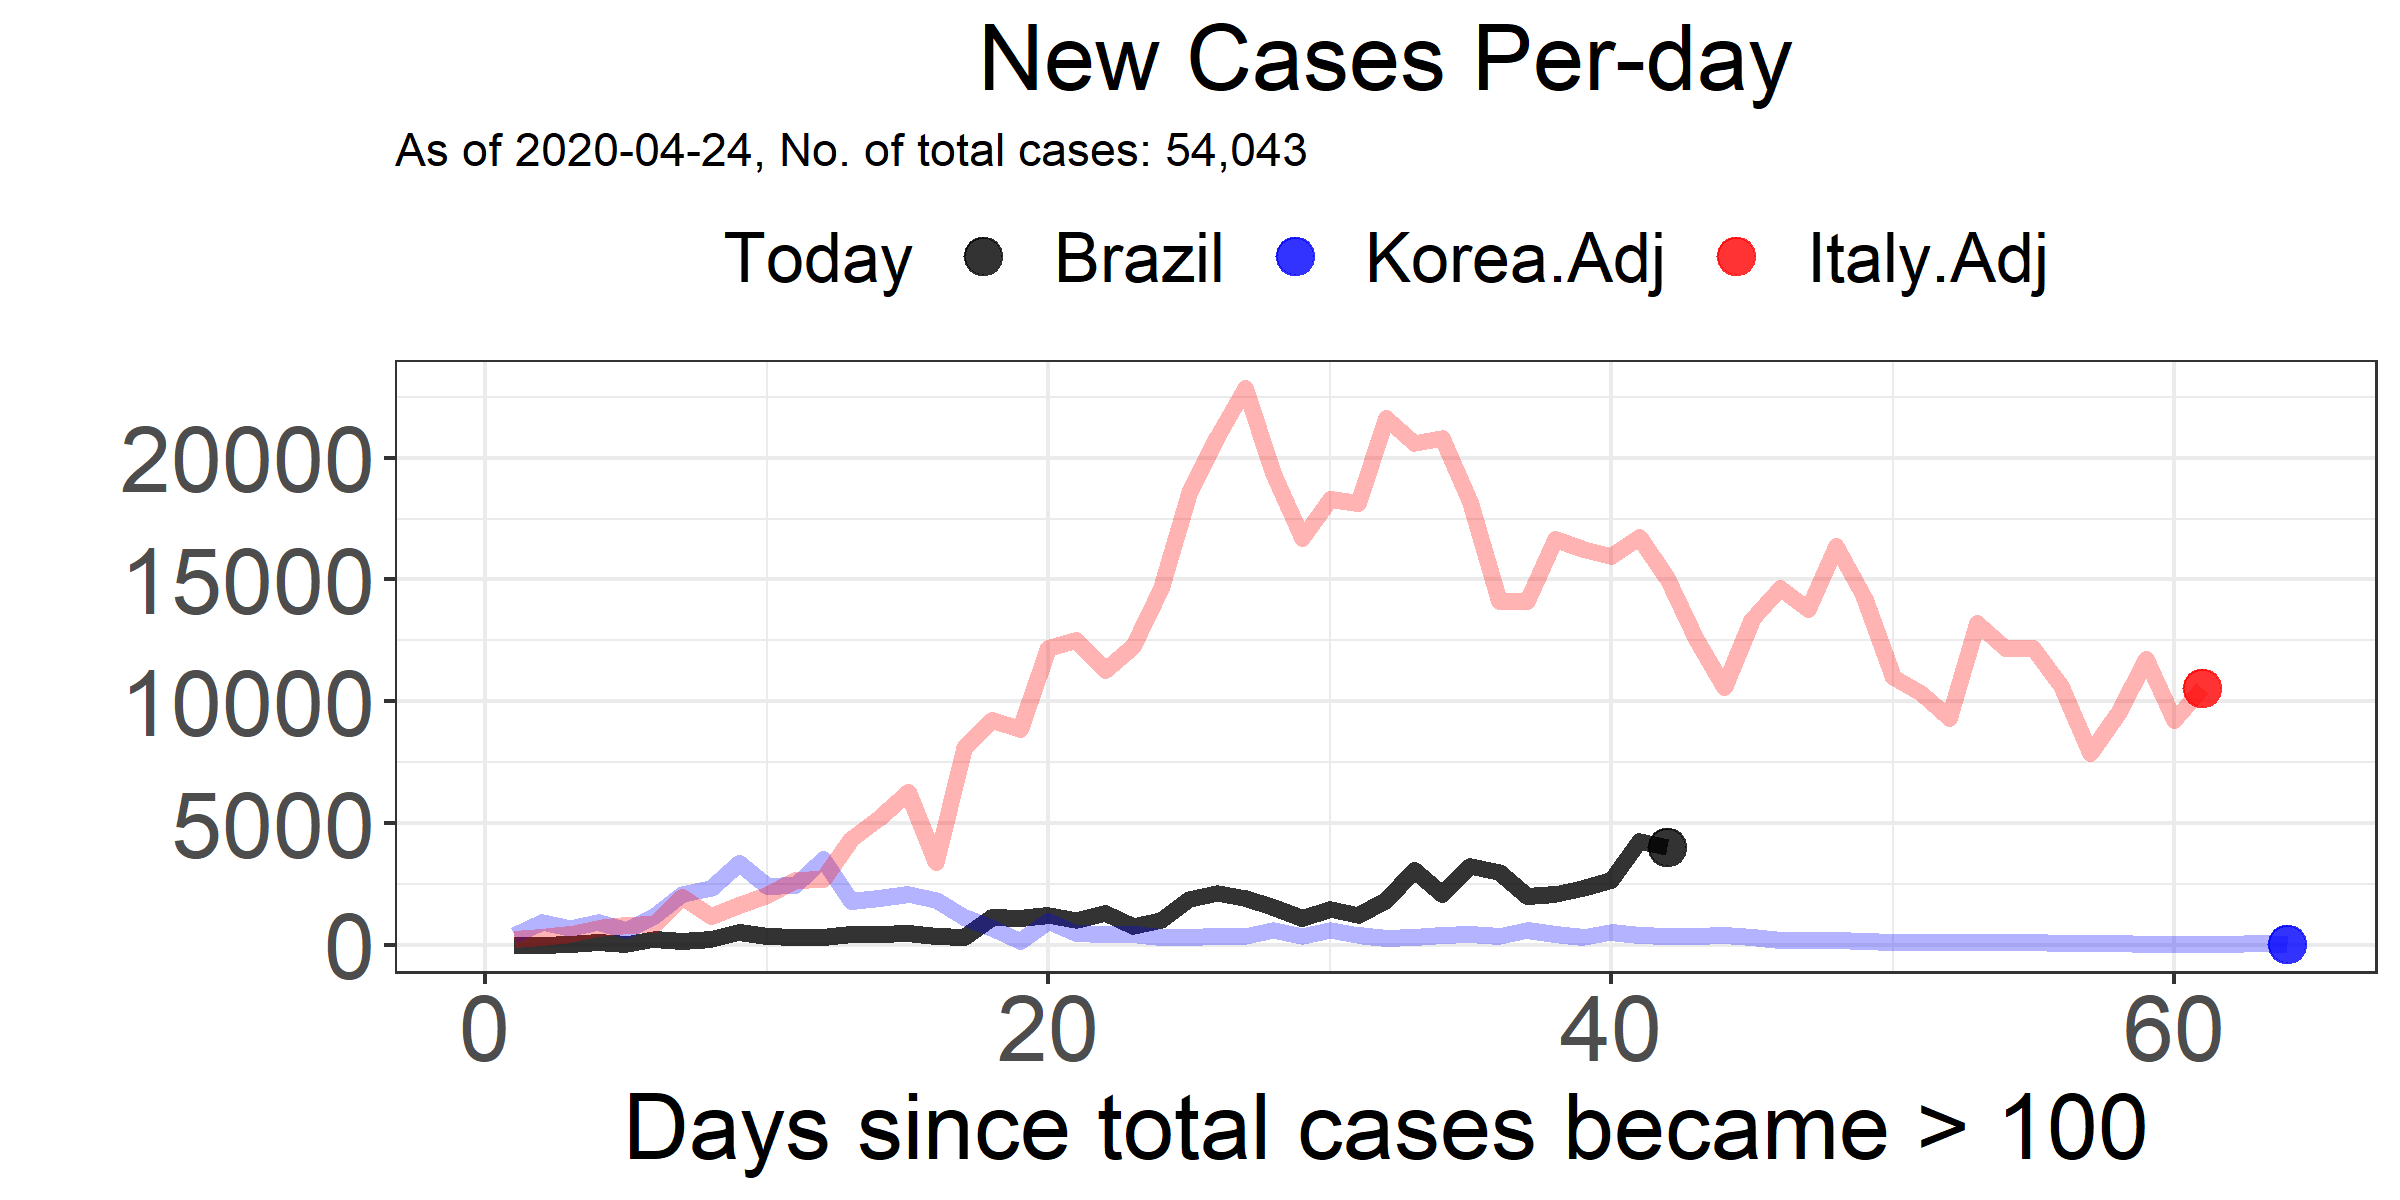 New Cases Per-day
As of 2020-04-24, No. of total cases: 54,043
Today Brazil Korea.Adj Italy.Adj
20000
15000
10000
5000
0
0 20 40 60
Days since total cases became > 100